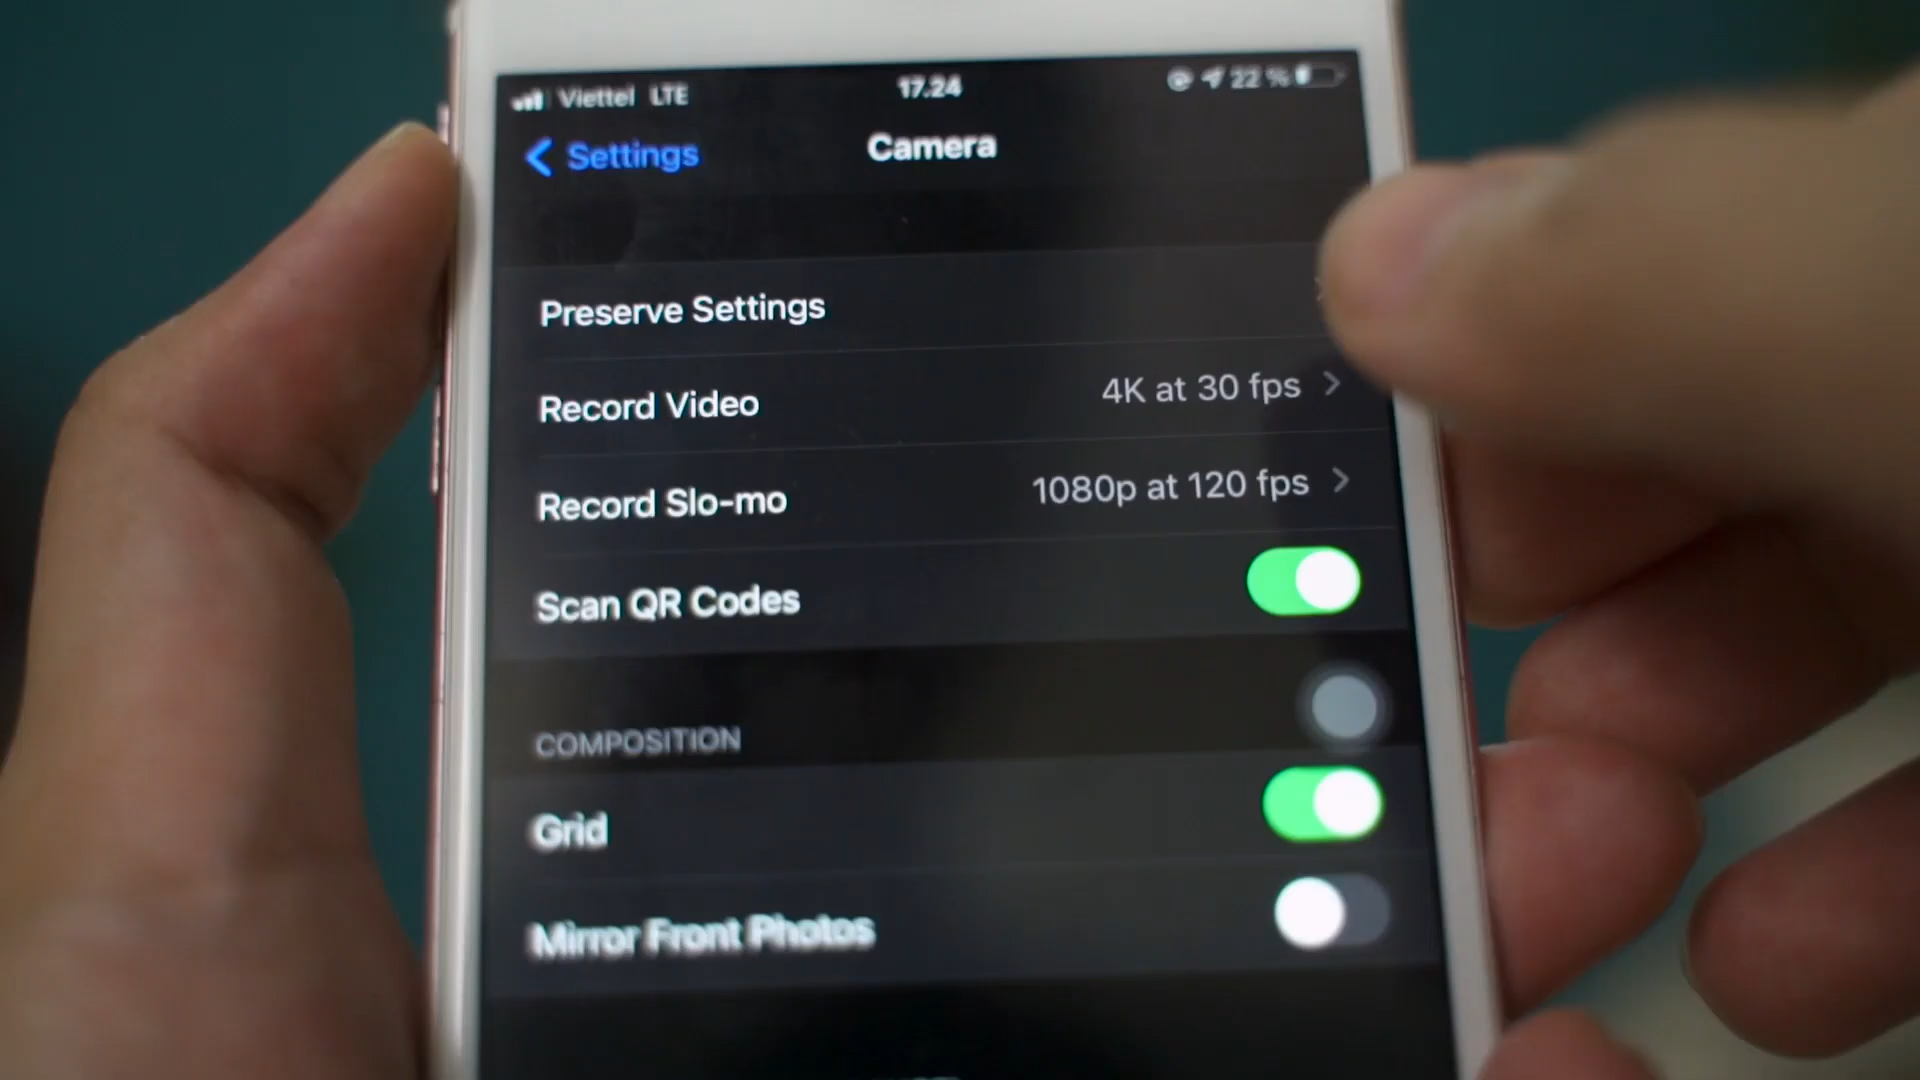 Viettel LTE 17.24 22 %
Settings Camera
Preserve Settings
Record Video 4K at 30 fps
Record Slo-mo 1080p at 120 fps
Scan QR Codes
COMPOSITION
Grid
Mirror Front Photos